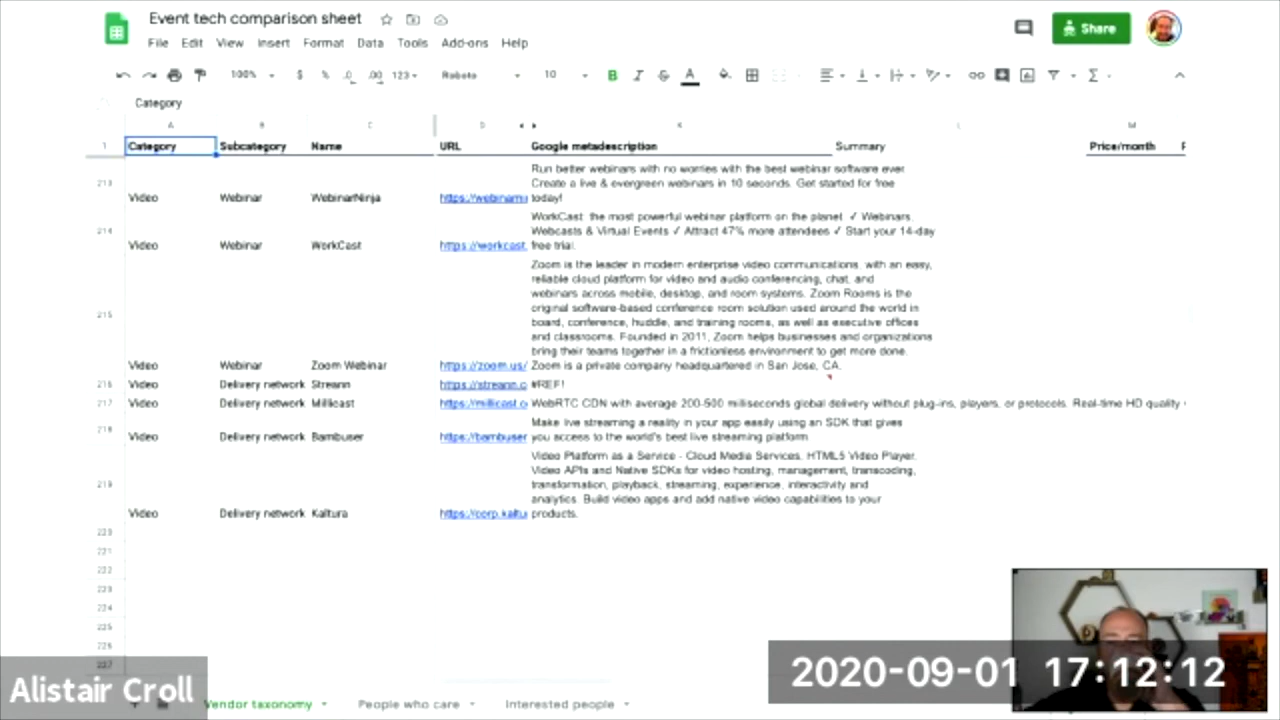 Event tech comparison sheet
File Edit View Insert Format Data Tools Add-ons Help
Share
100% $ % .0 .00 123 Roboto 10 B I S A Σ
Category
A B C D K L M
1 Category Subcategory Name URL Google metadescription Summary Price/month
Run better webinars with no worries with the best webinar software ever.
213 Create a live & evergreen webinars in 10 seconds. Get started for free
Video Webinar WebinarNinja https://webinarni today!
WorkCast: the most powerful webinar platform on the planet ✓ Webinars,
214 Webcasts & Virtual Events ✓ Attract 47% more attendees ✓ Start your 14-day
Video Webinar WorkCast https://workcast. free trial.
Zoom is the leader in modern enterprise video communications, with an easy,
reliable cloud platform for video and audio conferencing, chat, and
webinars across mobile, desktop, and room systems. Zoom Rooms is the
original software-based conference room solution used around the world in
215 board, conference, huddle, and training rooms, as well as executive offices
and classrooms. Founded in 2011, Zoom helps businesses and organizations
bring their teams together in a frictionless environment to get more done.
Video Webinar Zoom Webinar https://zoom.us/ Zoom is a private company headquartered in San Jose, CA.
216 Video Delivery network Streann https://streann.c #REF!
217 Video Delivery network Millicast https://millicast.c WebRTC CDN with average 200-500 milliseconds global delivery without plug-ins, players, or protocols. Real-time HD quality
218 Make live streaming a reality in your app easily using an SDK that gives
Video Delivery network Bambuser https://bambuser you access to the world's best live streaming platform
Video Platform as a Service - Cloud Media Services, HTML5 Video Player,
Video APIs and Native SDKs for video hosting, management, transcoding,
219 transformation, playback, streaming, experience, interactivity and
analytics. Build video apps and add native video capabilities to your
Video Delivery network Kaltura https://corp.kaltu products.
220
221
222
223
224
225
226
227
Alistair Croll
2020-09-01 17:12:12
Vendor taxonomy People who care Interested people